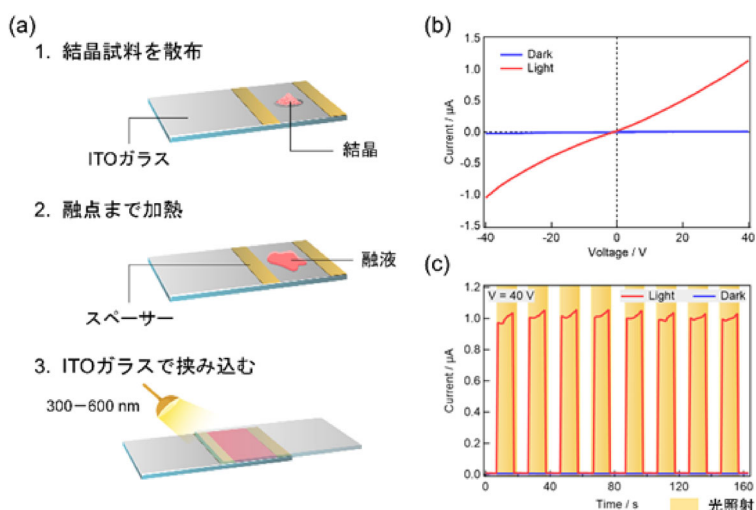 (a)
1. 結晶試料を散布
ITOガラス
結晶
2. 融点まで加熱
融液
スペーサー
3. ITOガラスで挟み込む
300−600 nm
(b)
Dark
Light
Current / μA
1.5
1.0
0.5
0.0
-0.5
-1.0
-1.5
-40 -20 0 20 40
Voltage / V
(c)
V = 40 V Light Dark
Current / μA
1.2
1.0
0.8
0.6
0.4
0.2
0.0
0 40 80 120 160
Time / s
光照射